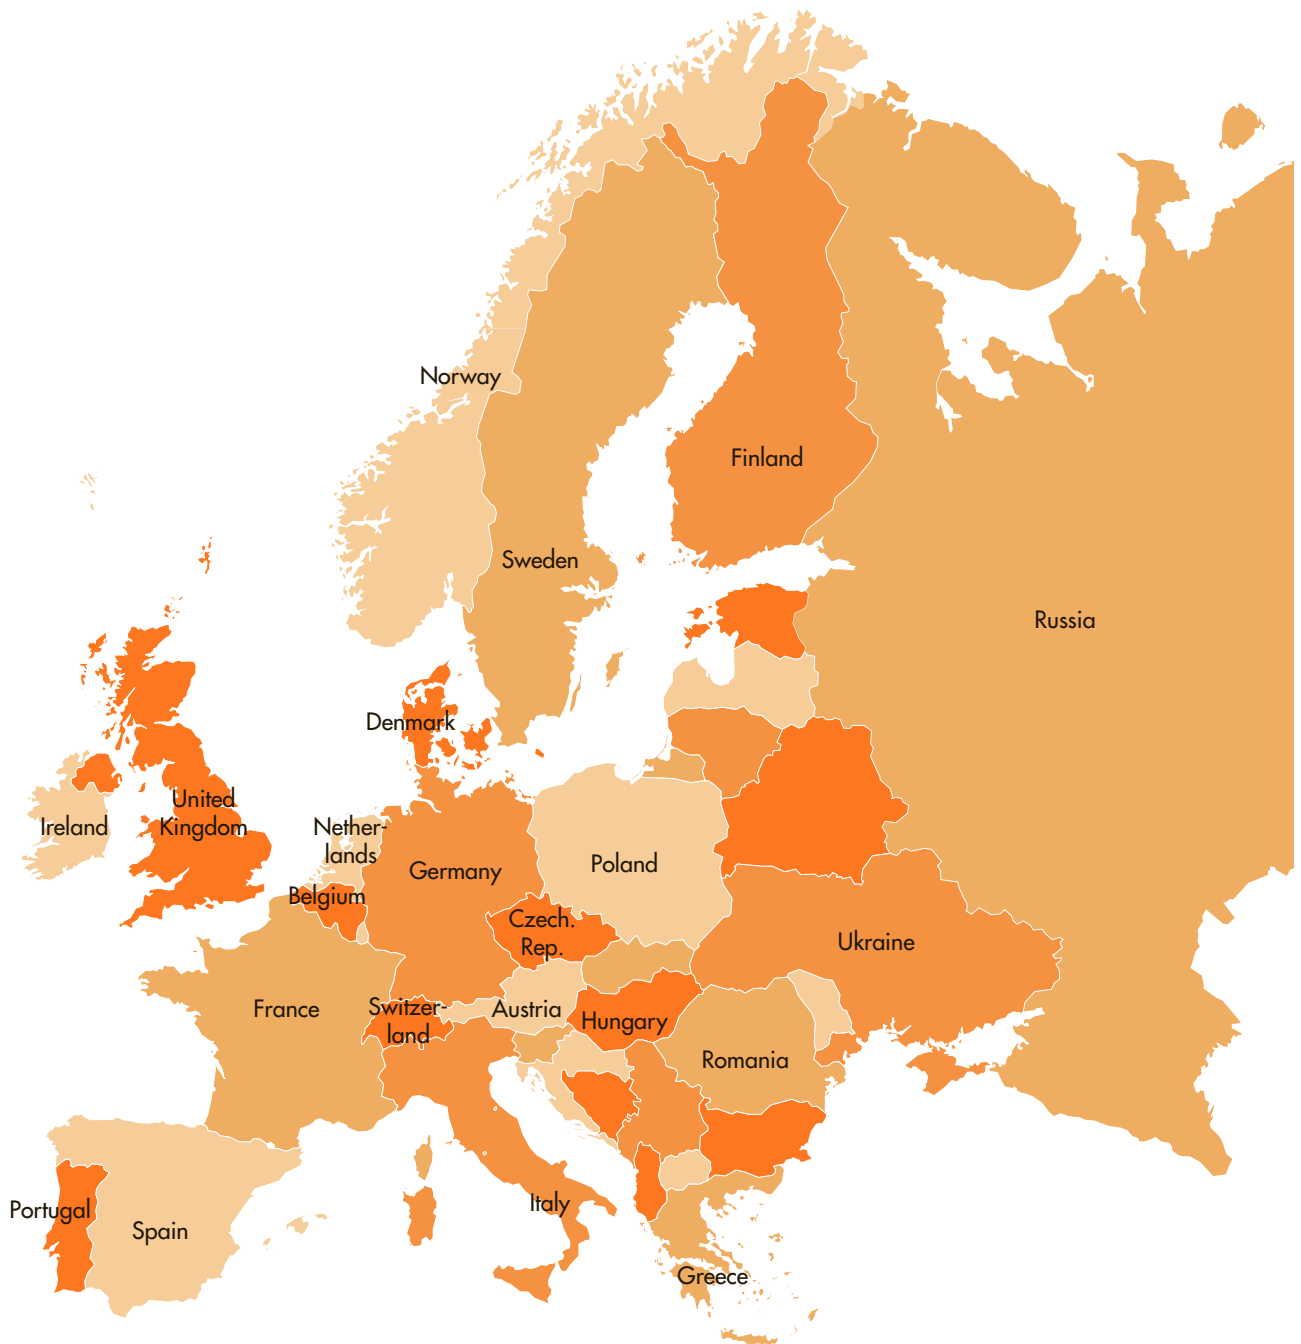 Norway
Finland
Sweden
Russia
Denmark
United
Kingdom
Ireland
Nether-
lands
Poland
Germany
Belgium
Czech.
Rep.
Ukraine
France
Switzer-
land
Austria
Hungary
Romania
Portugal
Spain
Italy
Greece